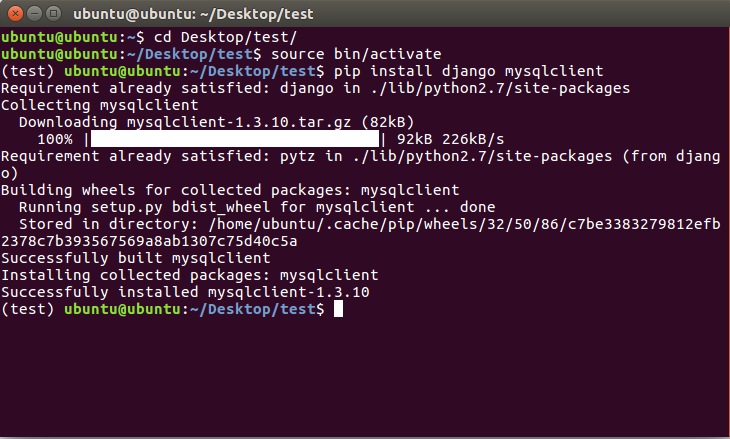 ubuntu@ubuntu: ~/Desktop/test
ubuntu@ubuntu:~$ cd Desktop/test/
ubuntu@ubuntu:~/Desktop/test$ source bin/activate
(test) ubuntu@ubuntu:~/Desktop/test$ pip install django mysqlclient
Requirement already satisfied: django in ./lib/python2.7/site-packages
Collecting mysqlclient
  Downloading mysqlclient-1.3.10.tar.gz (82kB)
    100% |████████████████████████████████| 92kB 226kB/s
Requirement already satisfied: pytz in ./lib/python2.7/site-packages (from djang
o)
Building wheels for collected packages: mysqlclient
  Running setup.py bdist_wheel for mysqlclient ... done
  Stored in directory: /home/ubuntu/.cache/pip/wheels/32/50/86/c7be3383279812efb
2378c7b393567569a8ab1307c75d40c5a
Successfully built mysqlclient
Installing collected packages: mysqlclient
Successfully installed mysqlclient-1.3.10
(test) ubuntu@ubuntu:~/Desktop/test$